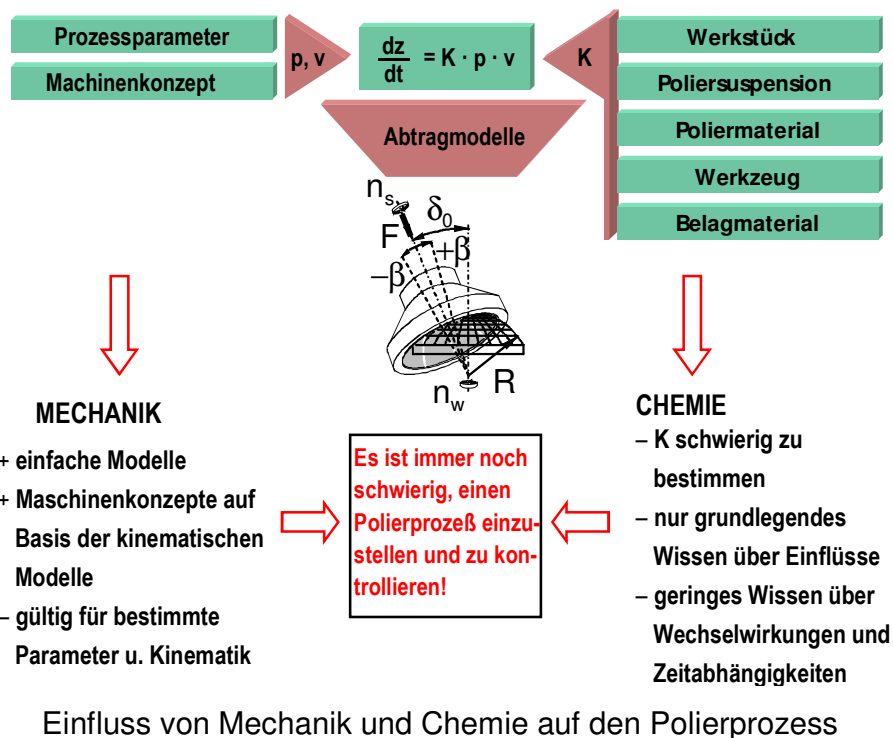 Prozessparameter
Machinenkonzept
p, v
dz/dt = K · p · v
K
Werkstück
Poliersuspension
Poliermaterial
Werkzeug
Belagmaterial
Abtragmodelle
n_s
δ_0
F
+β
–β
R
n_w
MECHANIK
+ einfache Modelle
+ Maschinenkonzepte auf
Basis der kinematischen
Modelle
– gültig für bestimmte
Parameter u. Kinematik
Es ist immer noch
schwierig, einen
Polierprozeß einzu-
stellen und zu kon-
trollieren!
CHEMIE
– K schwierig zu
bestimmen
– nur grundlegendes
Wissen über Einflüsse
– geringes Wissen über
Wechselwirkungen und
Zeitabhängigkeiten
Einfluss von Mechanik und Chemie auf den Polierprozess